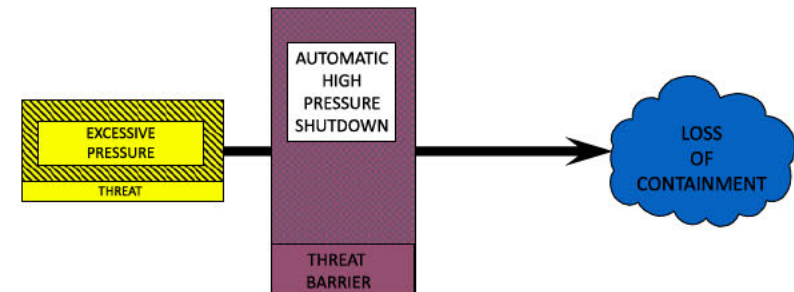 EXCESSIVE
PRESSURE
THREAT
AUTOMATIC
HIGH
PRESSURE
SHUTDOWN
THREAT
BARRIER
LOSS
OF
CONTAINMENT